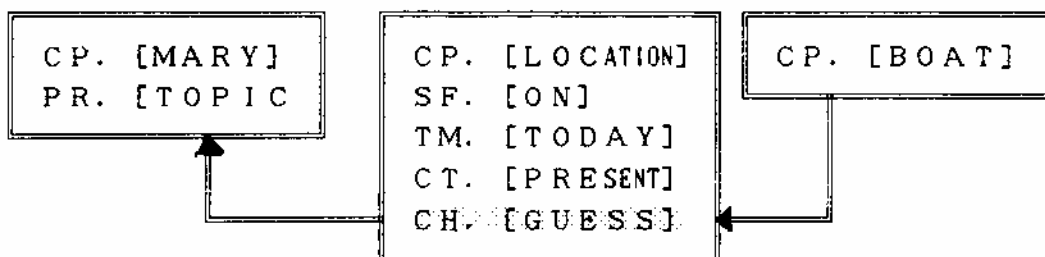 CP. [MARY]
PR. [TOPIC
CP. [LOCATION]
SF. [ON]
TM. [TODAY]
CT. [PRESENT]
CH. [GUESS]
CP. [BOAT]